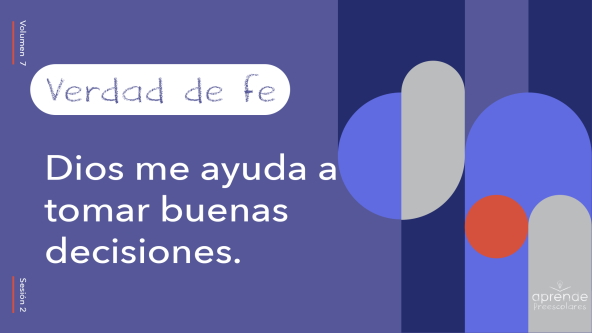 Volumen 7
Verdad de fe
Dios me ayuda a
tomar buenas
decisiones.
Sesión 2
aprende
Preescolares